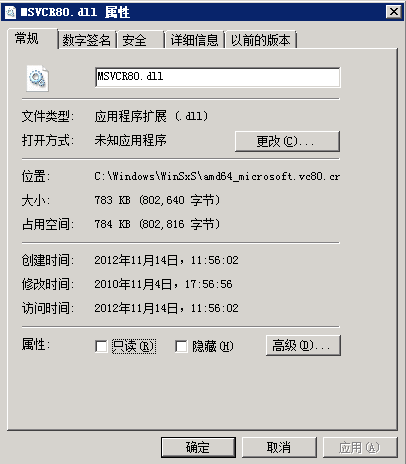 MSVCR80.dll 属性
常规 数字签名 安全 详细信息 以前的版本
MSVCR80.dll
文件类型: 应用程序扩展 (.dll)
打开方式: 未知应用程序 更改(C)...
位置: C:\Windows\WinSxS\amd64_microsoft.vc80.cr
大小: 783 KB (802,640 字节)
占用空间: 784 KB (802,816 字节)
创建时间: 2012年11月14日，11:56:02
修改时间: 2010年11月4日，17:56:56
访问时间: 2012年11月14日，11:56:02
属性: 只读(R) 隐藏(H) 高级(D)...
确定 取消 应用(A)